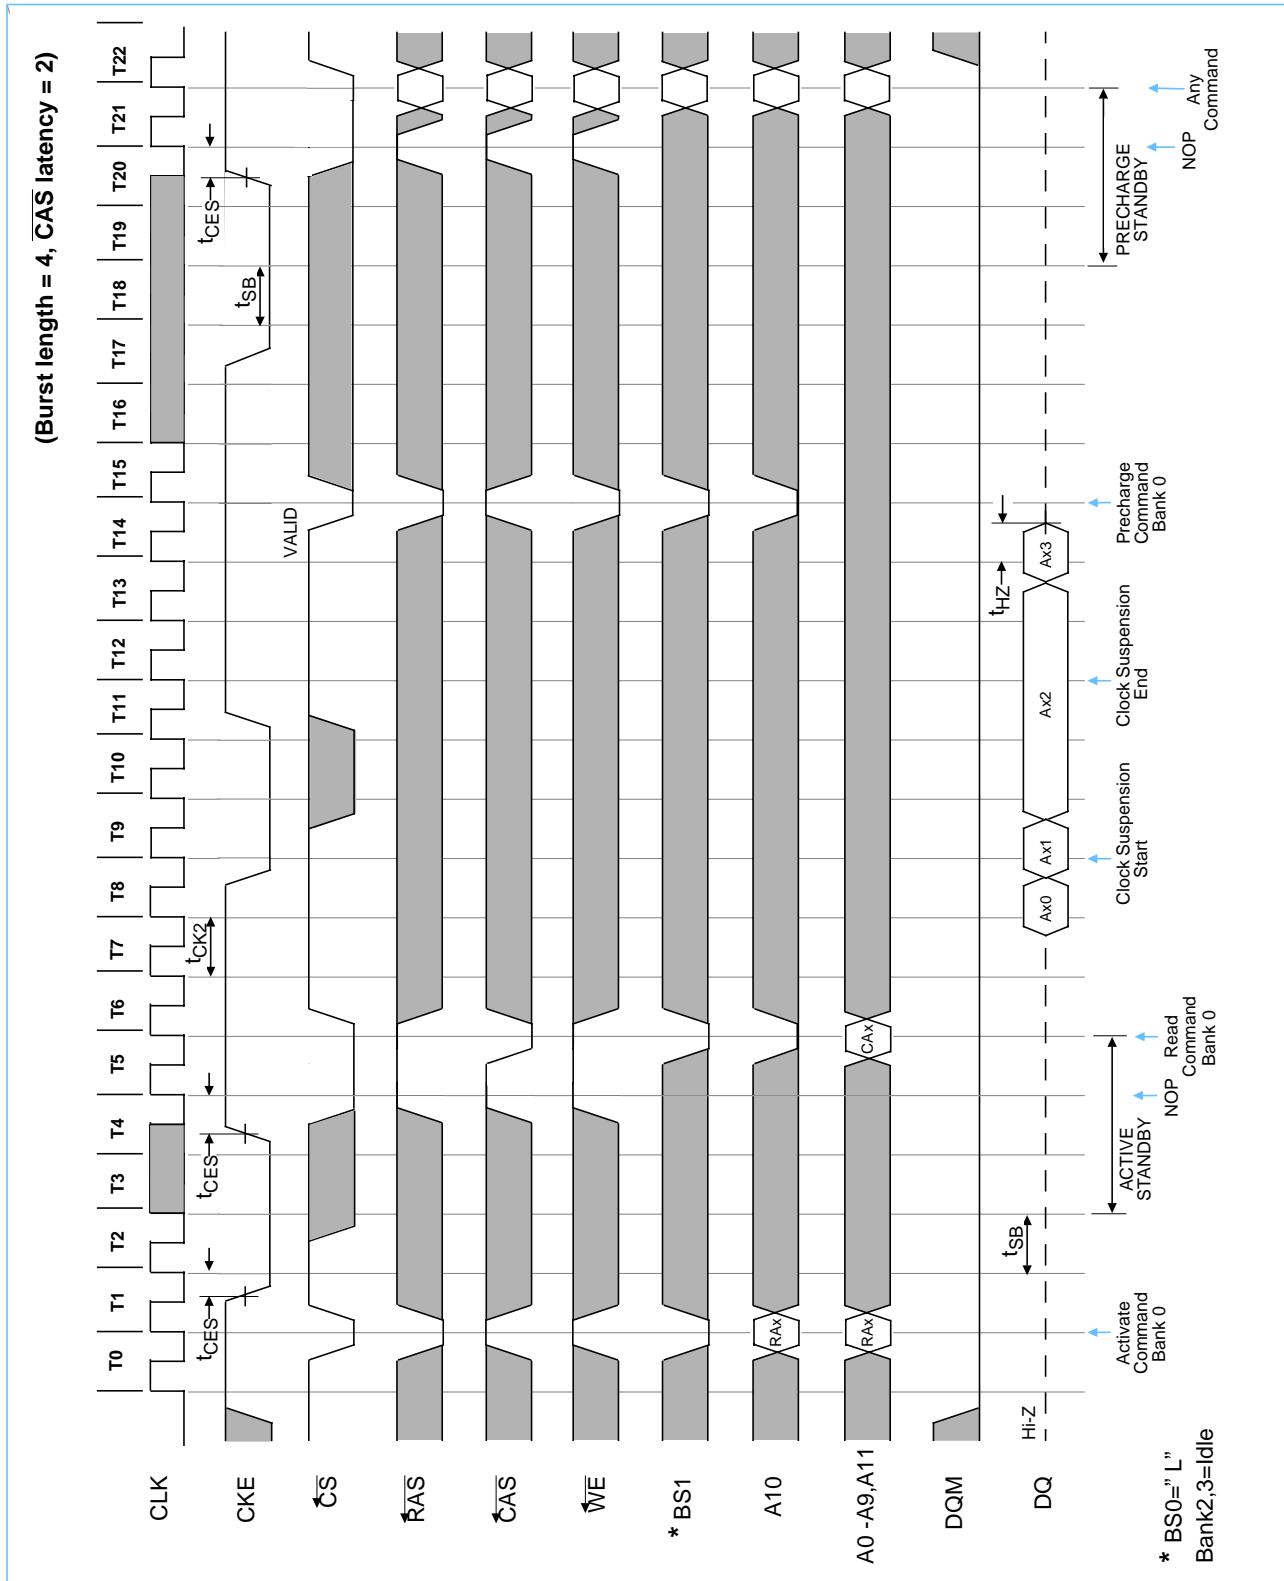 (Burst length = 4, CAS latency = 2)
T0 T1 T2 T3 T4 T5 T6 T7 T8 T9 T10 T11 T12 T13 T14 T15 T16 T17 T18 T19 T20 T21 T22
CLK
tCK2
CKE
tCES
tCES
tSB
tCES
CS
VALID
RAS
CAS
WE
* BS1
A10
RAx
A0 -A9,A11
RAx
CAx
DQM
DQ
Hi-Z
tSB
Ax0
Ax1
Ax2
Ax3
tHZ
ACTIVE
STANDBY
PRECHARGE
STANDBY
Activate
Command
Bank 0
NOP
Read
Command
Bank 0
Clock Suspension
Start
Clock Suspension
End
Precharge
Command
Bank 0
NOP
Any
Command
* BS0=” L”
Bank2,3=Idle